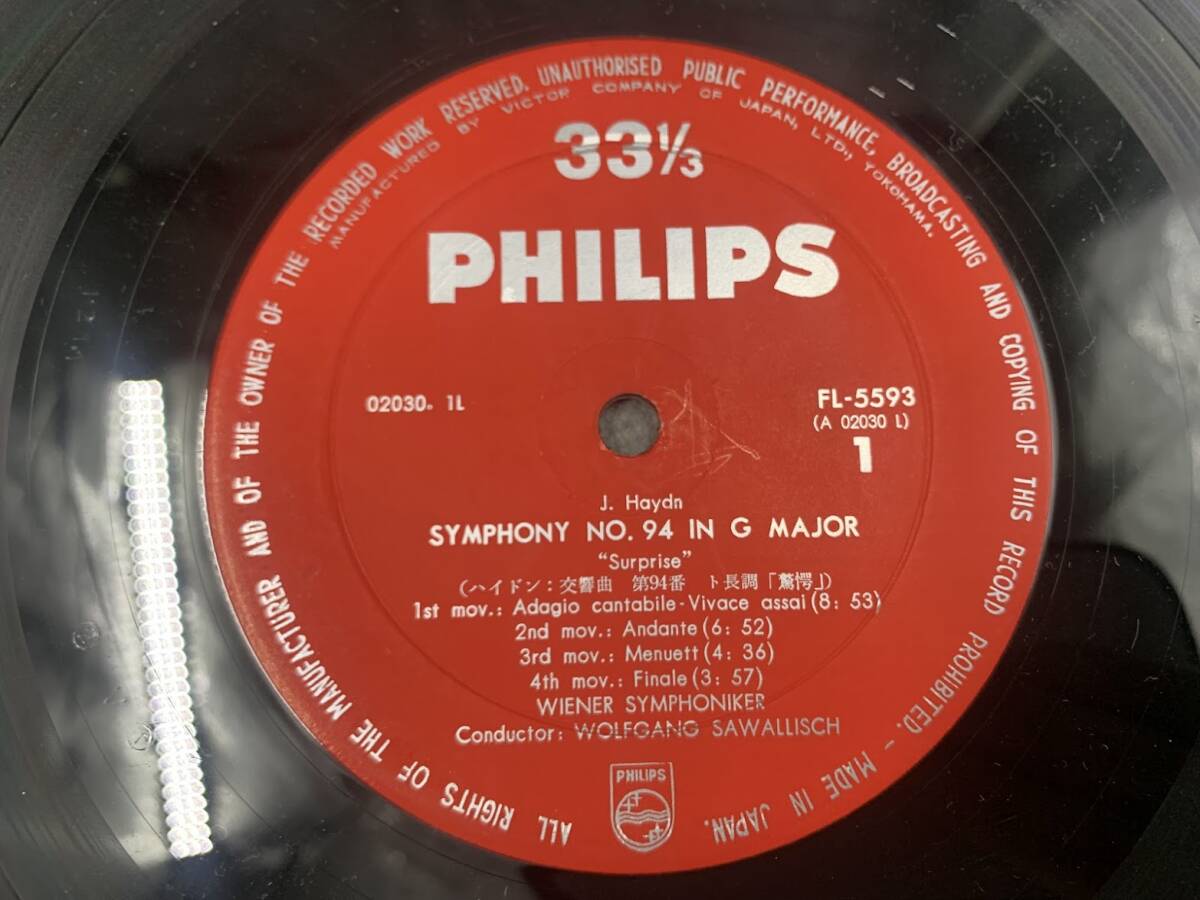 ALL RIGHTS OF THE MANUFACTURER AND OF THE OWNER OF THE RECORDED WORK RESERVED. UNAUTHORISED PUBLIC PERFORMANCE, BROADCASTING AND COPYING OF THIS RECORD PROHIBITED. - MADE IN JAPAN.
MANUFACTURED BY VICTOR COMPANY OF JAPAN, LTD., YOKOHAMA.
33⅓
PHILIPS
02030. 1L
FL-5593
(A 02030 L)
1
J. Haydn
SYMPHONY NO. 94 IN G MAJOR
"Surprise"
(ハイドン：交響曲 第94番 ト長調「驚愕」)
1st mov.: Adagio cantabile-Vivace assai (8: 53)
2nd mov.: Andante (6: 52)
3rd mov.: Menuett (4: 36)
4th mov.: Finale (3: 57)
WIENER SYMPHONIKER
Conductor: WOLFGANG SAWALLISCH
PHILIPS